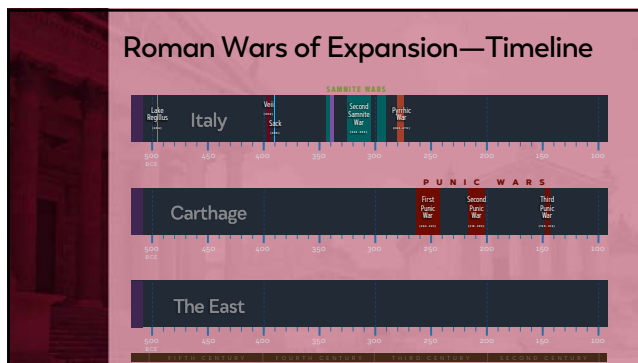 Roman Wars of Expansion—Timeline
SAMNITE WARS
Lake
Regillus
Italy
Veii
Sack
Second
Samnite
War
Pyrrhic
War
500 450 400 350 300 250 200 150 100
BCE
PUNIC WARS
Carthage
First
Punic
War
Second
Punic
War
Third
Punic
War
500 450 400 350 300 250 200 150 100
BCE
The East
500 450 400 350 300 250 200 150 100
BCE
FIFTH CENTURY FOURTH CENTURY THIRD CENTURY SECOND CENTURY